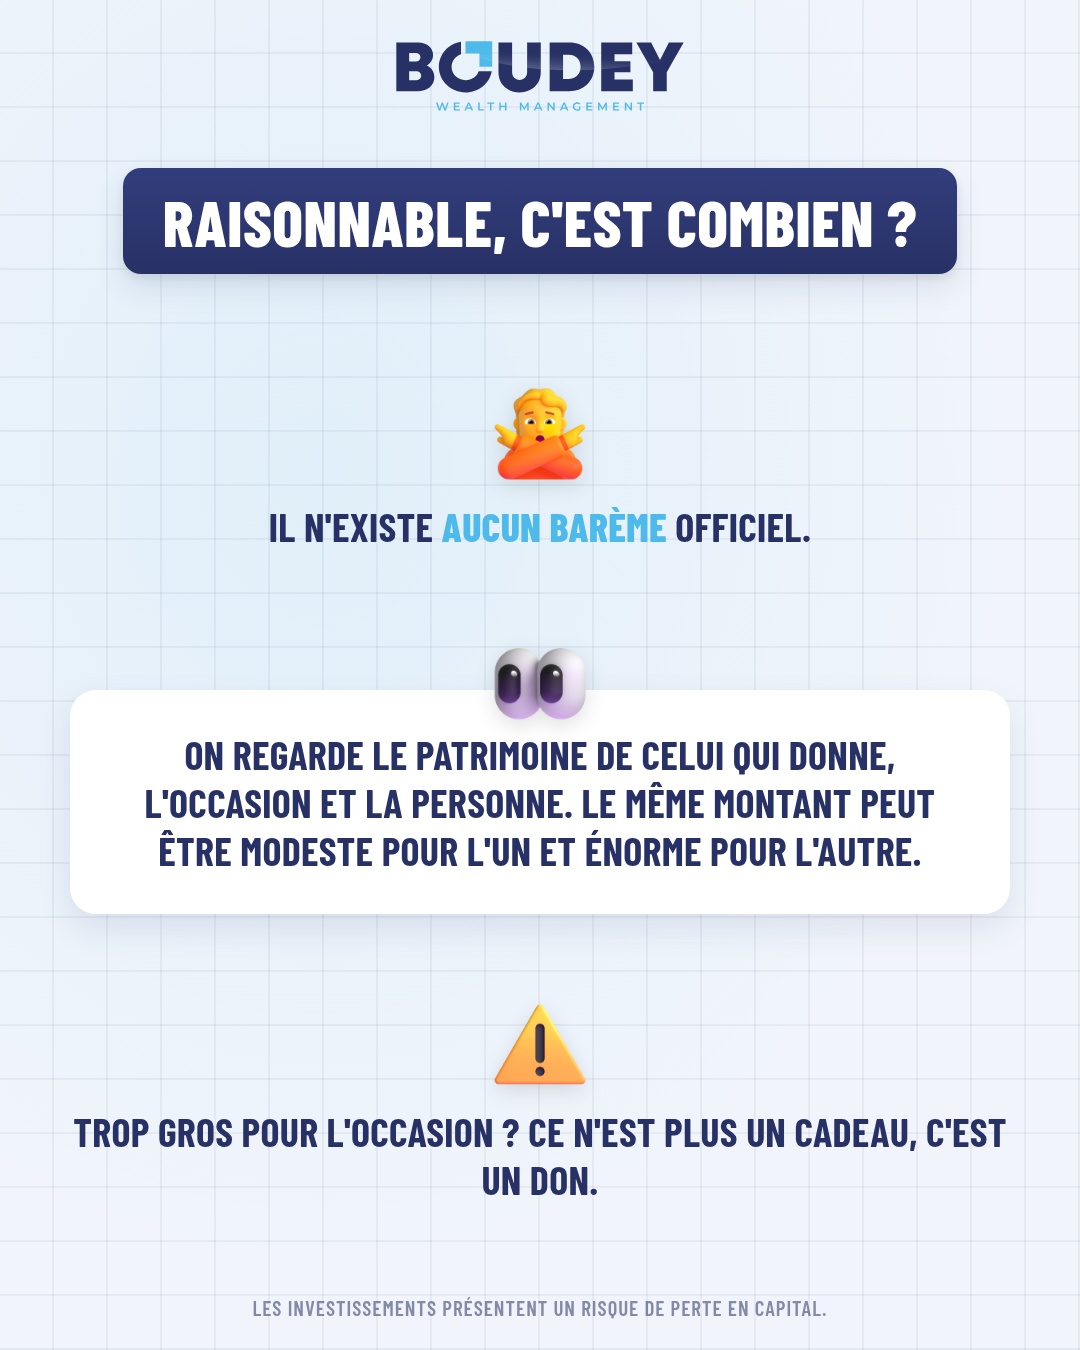 BOUDEY
WEALTH MANAGEMENT
RAISONNABLE, C'EST COMBIEN ?
IL N'EXISTE AUCUN BARÈME OFFICIEL.
ON REGARDE LE PATRIMOINE DE CELUI QUI DONNE,
L'OCCASION ET LA PERSONNE. LE MÊME MONTANT PEUT
ÊTRE MODESTE POUR L'UN ET ÉNORME POUR L'AUTRE.
TROP GROS POUR L'OCCASION ? CE N'EST PLUS UN CADEAU, C'EST
UN DON.
LES INVESTISSEMENTS PRÉSENTENT UN RISQUE DE PERTE EN CAPITAL.